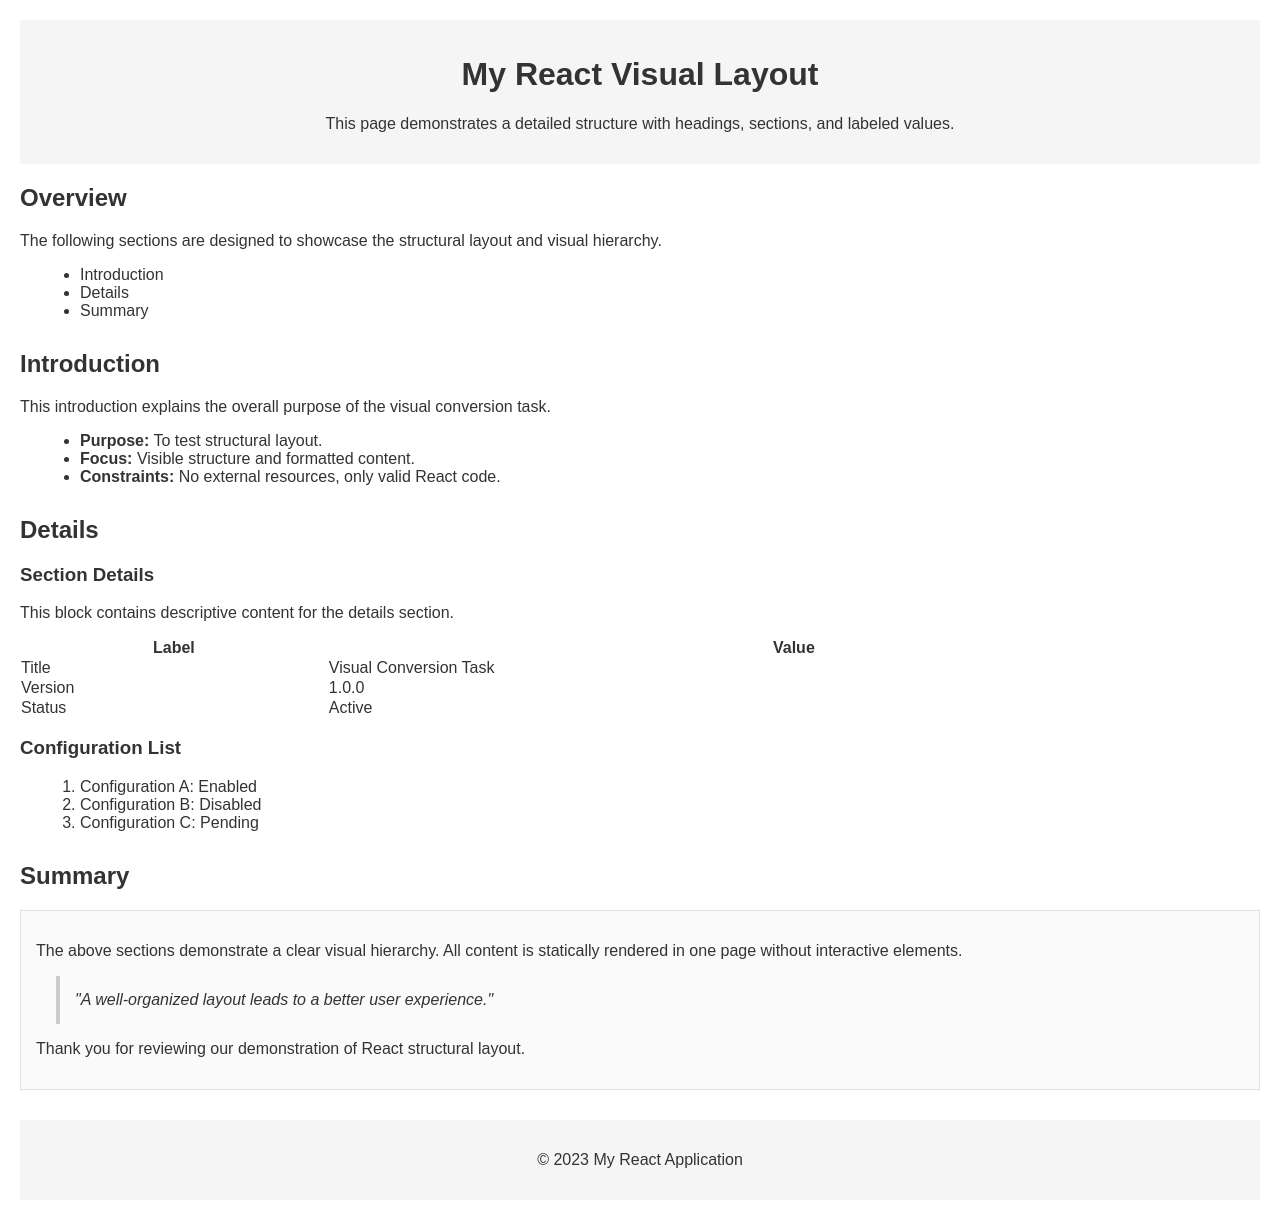 My React Visual Layout
This page demonstrates a detailed structure with headings, sections, and labeled values.
Overview
The following sections are designed to showcase the structural layout and visual hierarchy.
• Introduction
• Details
• Summary
Introduction
This introduction explains the overall purpose of the visual conversion task.
• Purpose: To test structural layout.
• Focus: Visible structure and formatted content.
• Constraints: No external resources, only valid React code.
Details
Section Details
This block contains descriptive content for the details section.
Label Value
Title Visual Conversion Task
Version 1.0.0
Status Active
Configuration List
1. Configuration A: Enabled
2. Configuration B: Disabled
3. Configuration C: Pending
Summary
The above sections demonstrate a clear visual hierarchy. All content is statically rendered in one page without interactive elements.
"A well-organized layout leads to a better user experience."
Thank you for reviewing our demonstration of React structural layout.
© 2023 My React Application